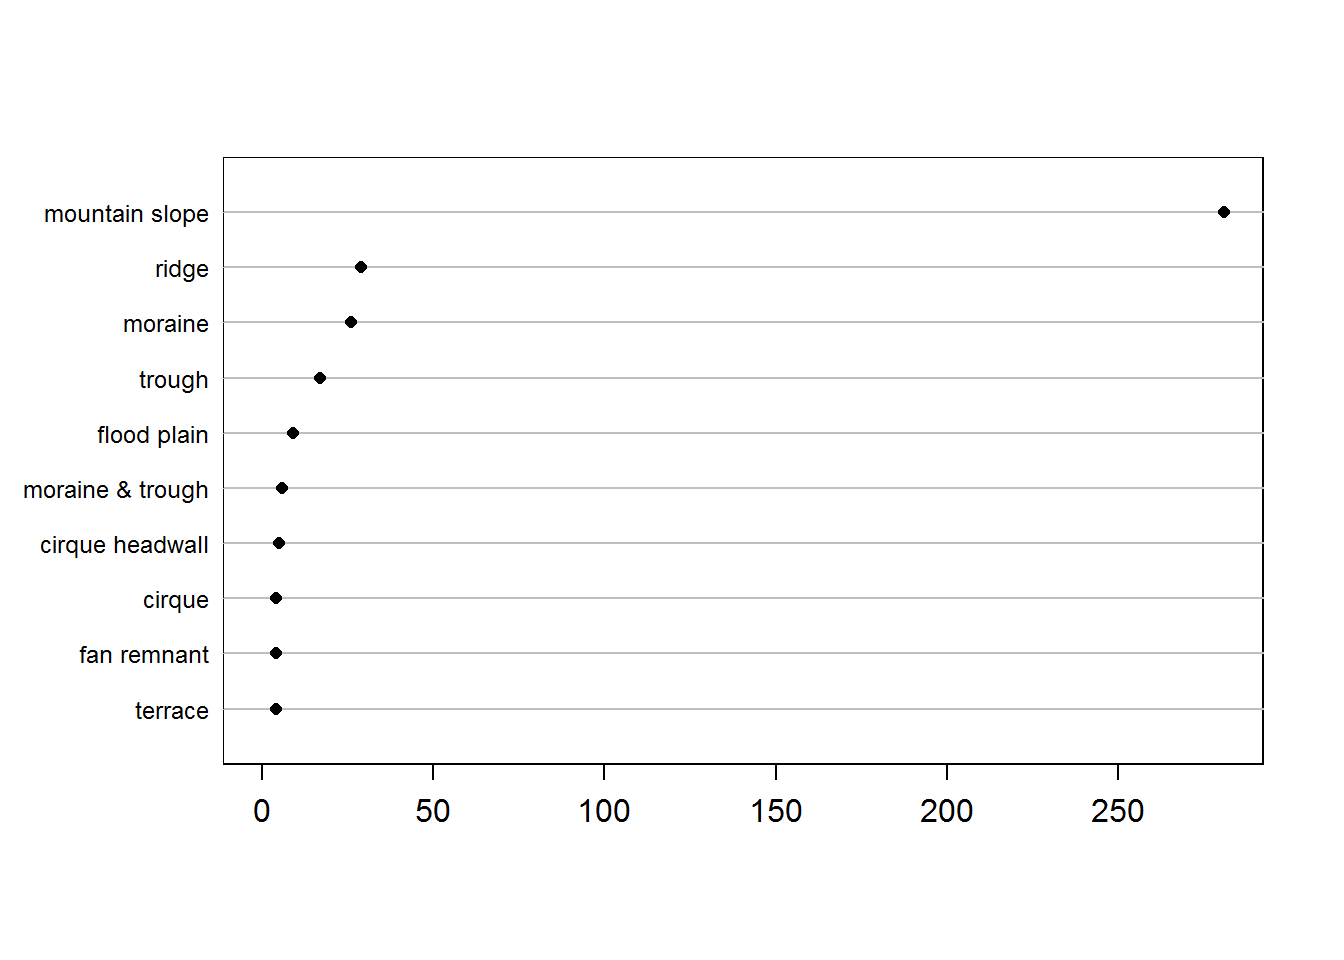 mountain slope
ridge
moraine
trough
flood plain
moraine & trough
cirque headwall
cirque
fan remnant
terrace
0 50 100 150 200 250